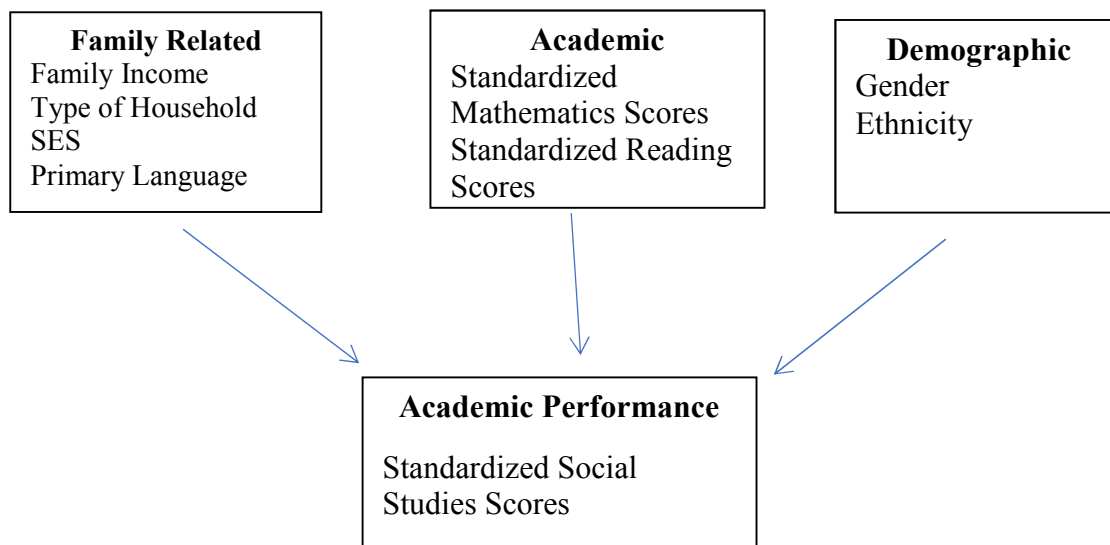 Family Related
Family Income
Type of Household
SES
Primary Language
Academic
Standardized
Mathematics Scores
Standardized Reading
Scores
Demographic
Gender
Ethnicity
Academic Performance
Standardized Social
Studies Scores